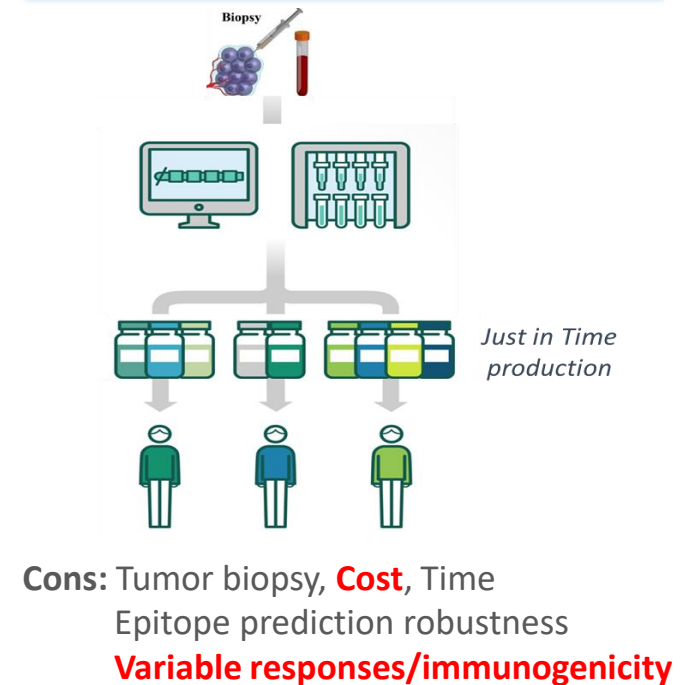 Biopsy
Just in Time
production
Cons: Tumor biopsy, Cost, Time
Epitope prediction robustness
Variable responses/immunogenicity